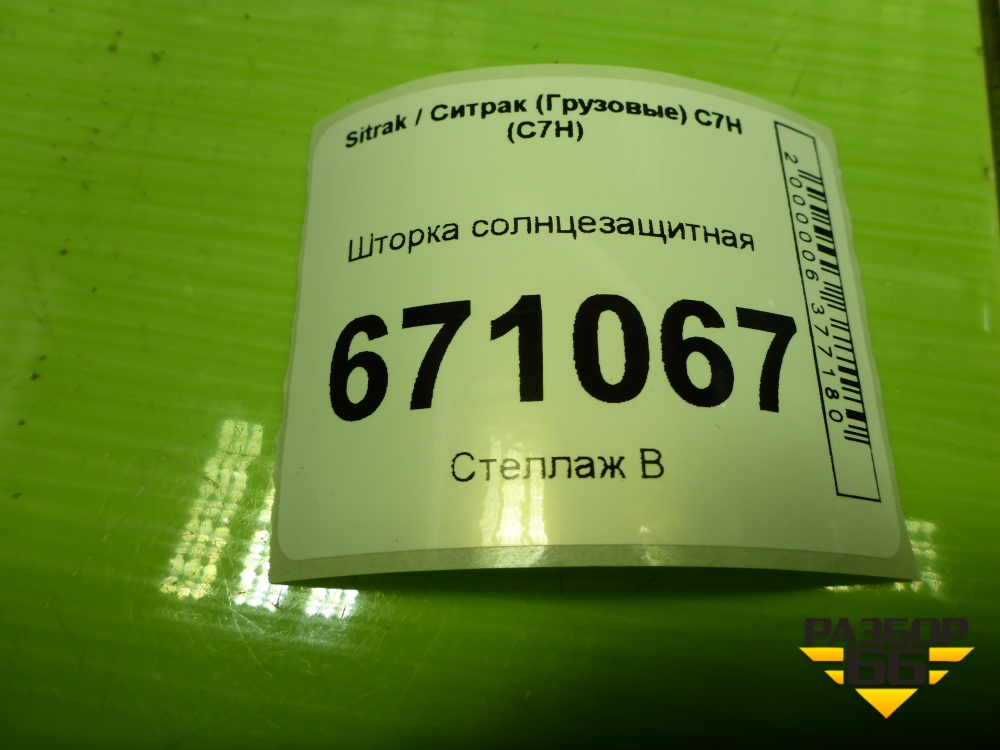 Sitrak / Ситрак (Грузовые) C7H
(C7H)
Шторка солнцезащитная
671067
Стеллаж В
2000006377180
РАЗБОР
66